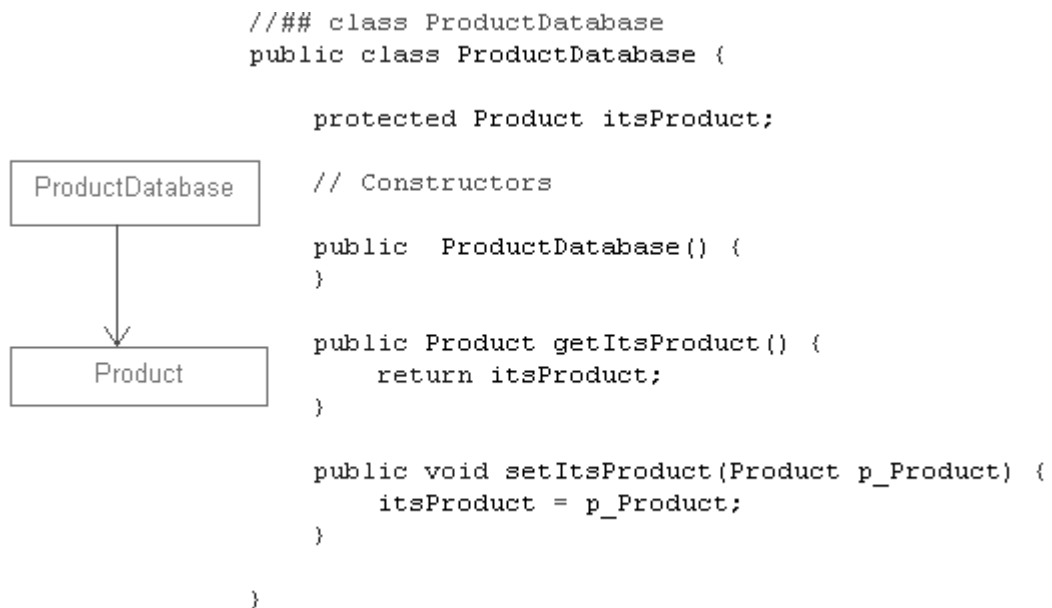 //## class ProductDatabase
public class ProductDatabase {
protected Product itsProduct;
ProductDatabase
// Constructors
public  ProductDatabase() {
}
public Product getItsProduct() {
Product
return itsProduct;
}
public void setItsProduct(Product p_Product) {
itsProduct = p_Product;
}
}